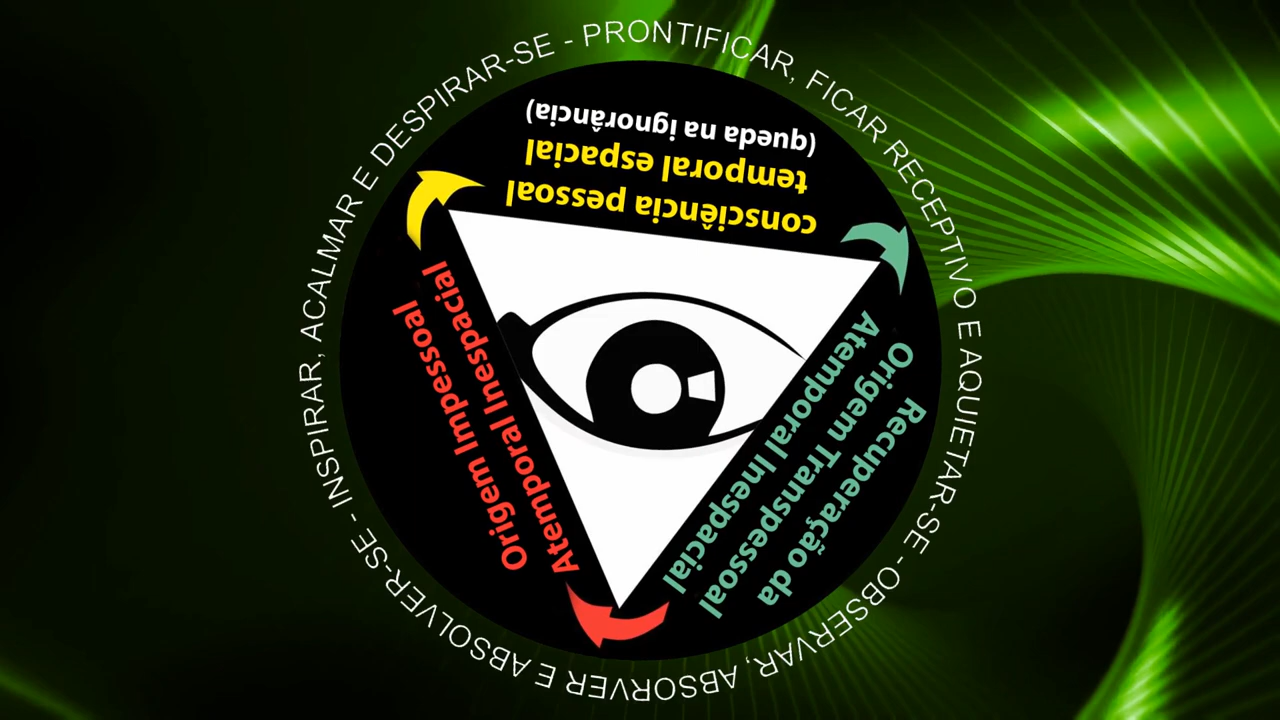 INSPIRAR, ACALMAR E DESPIRAR-SE - PRONTIFICAR, FICAR RECEPTIVO E AQUIETAR-SE - OBSERVAR, ABSORVER E ABSOLVER-SE -
consciência pessoal
temporal espacial
(queda na ignorância)
Recuperação da
Origem Transpessoal
Atemporal Inespacial
Origem Impessoal
Atemporal Inespacial